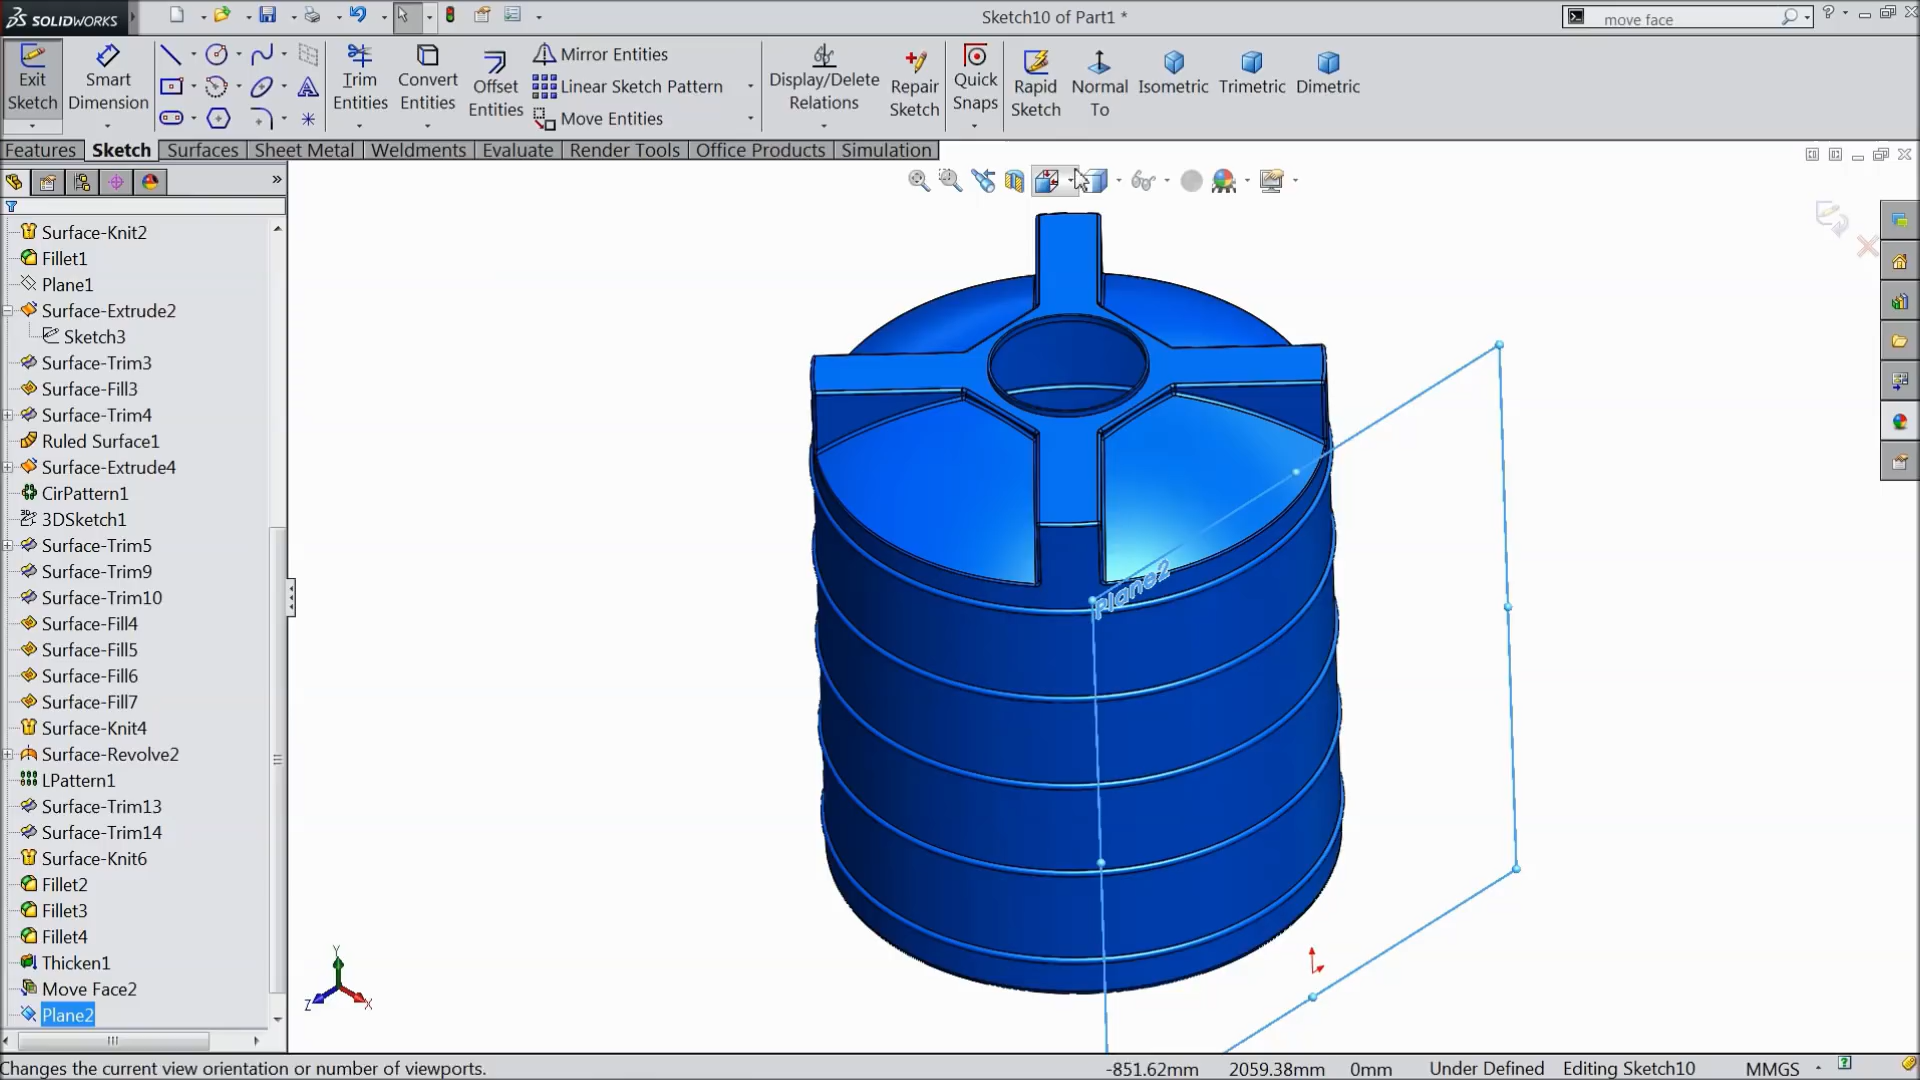 SOLIDWORKS
Sketch10 of Part1 *
move face
Exit Sketch
Smart Dimension
Trim Entities
Convert Entities
Offset Entities
Mirror Entities
Linear Sketch Pattern
Move Entities
Display/Delete Relations
Repair Sketch
Quick Snaps
Rapid Sketch
Normal To
Isometric
Trimetric
Dimetric
Features
Sketch
Surfaces
Sheet Metal
Weldments
Evaluate
Render Tools
Office Products
Simulation
Surface-Knit2
Fillet1
Plane1
Surface-Extrude2
Sketch3
Surface-Trim3
Surface-Fill3
Surface-Trim4
Ruled Surface1
Surface-Extrude4
CirPattern1
3DSketch1
Surface-Trim5
Surface-Trim9
Surface-Trim10
Surface-Fill4
Surface-Fill5
Surface-Fill6
Surface-Fill7
Surface-Knit4
Surface-Revolve2
LPattern1
Surface-Trim13
Surface-Trim14
Surface-Knit6
Fillet2
Fillet3
Fillet4
Thicken1
Move Face2
Plane2
Plane2
Y
Z
X
Changes the current view orientation or number of viewports.
-851.62mm
2059.38mm
0mm
Under Defined
Editing Sketch10
MMGS